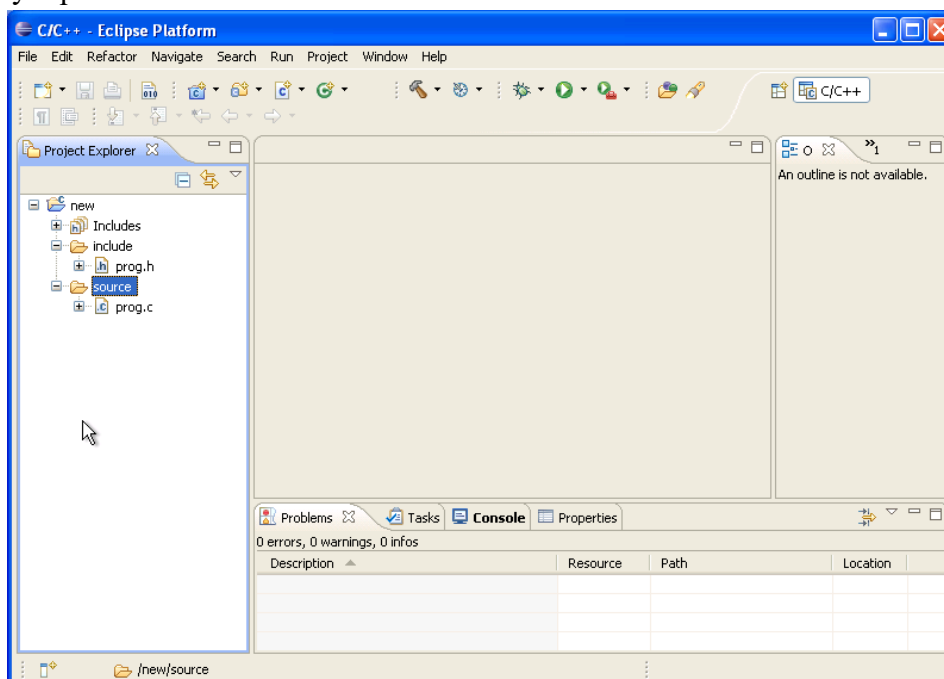 C/C++ - Eclipse Platform
File Edit Refactor Navigate Search Run Project Window Help
C/C++
Project Explorer
O
»1
An outline is not available.
new
Includes
include
prog.h
source
prog.c
Problems Tasks Console Properties
0 errors, 0 warnings, 0 infos
Description Resource Path Location
/new/source